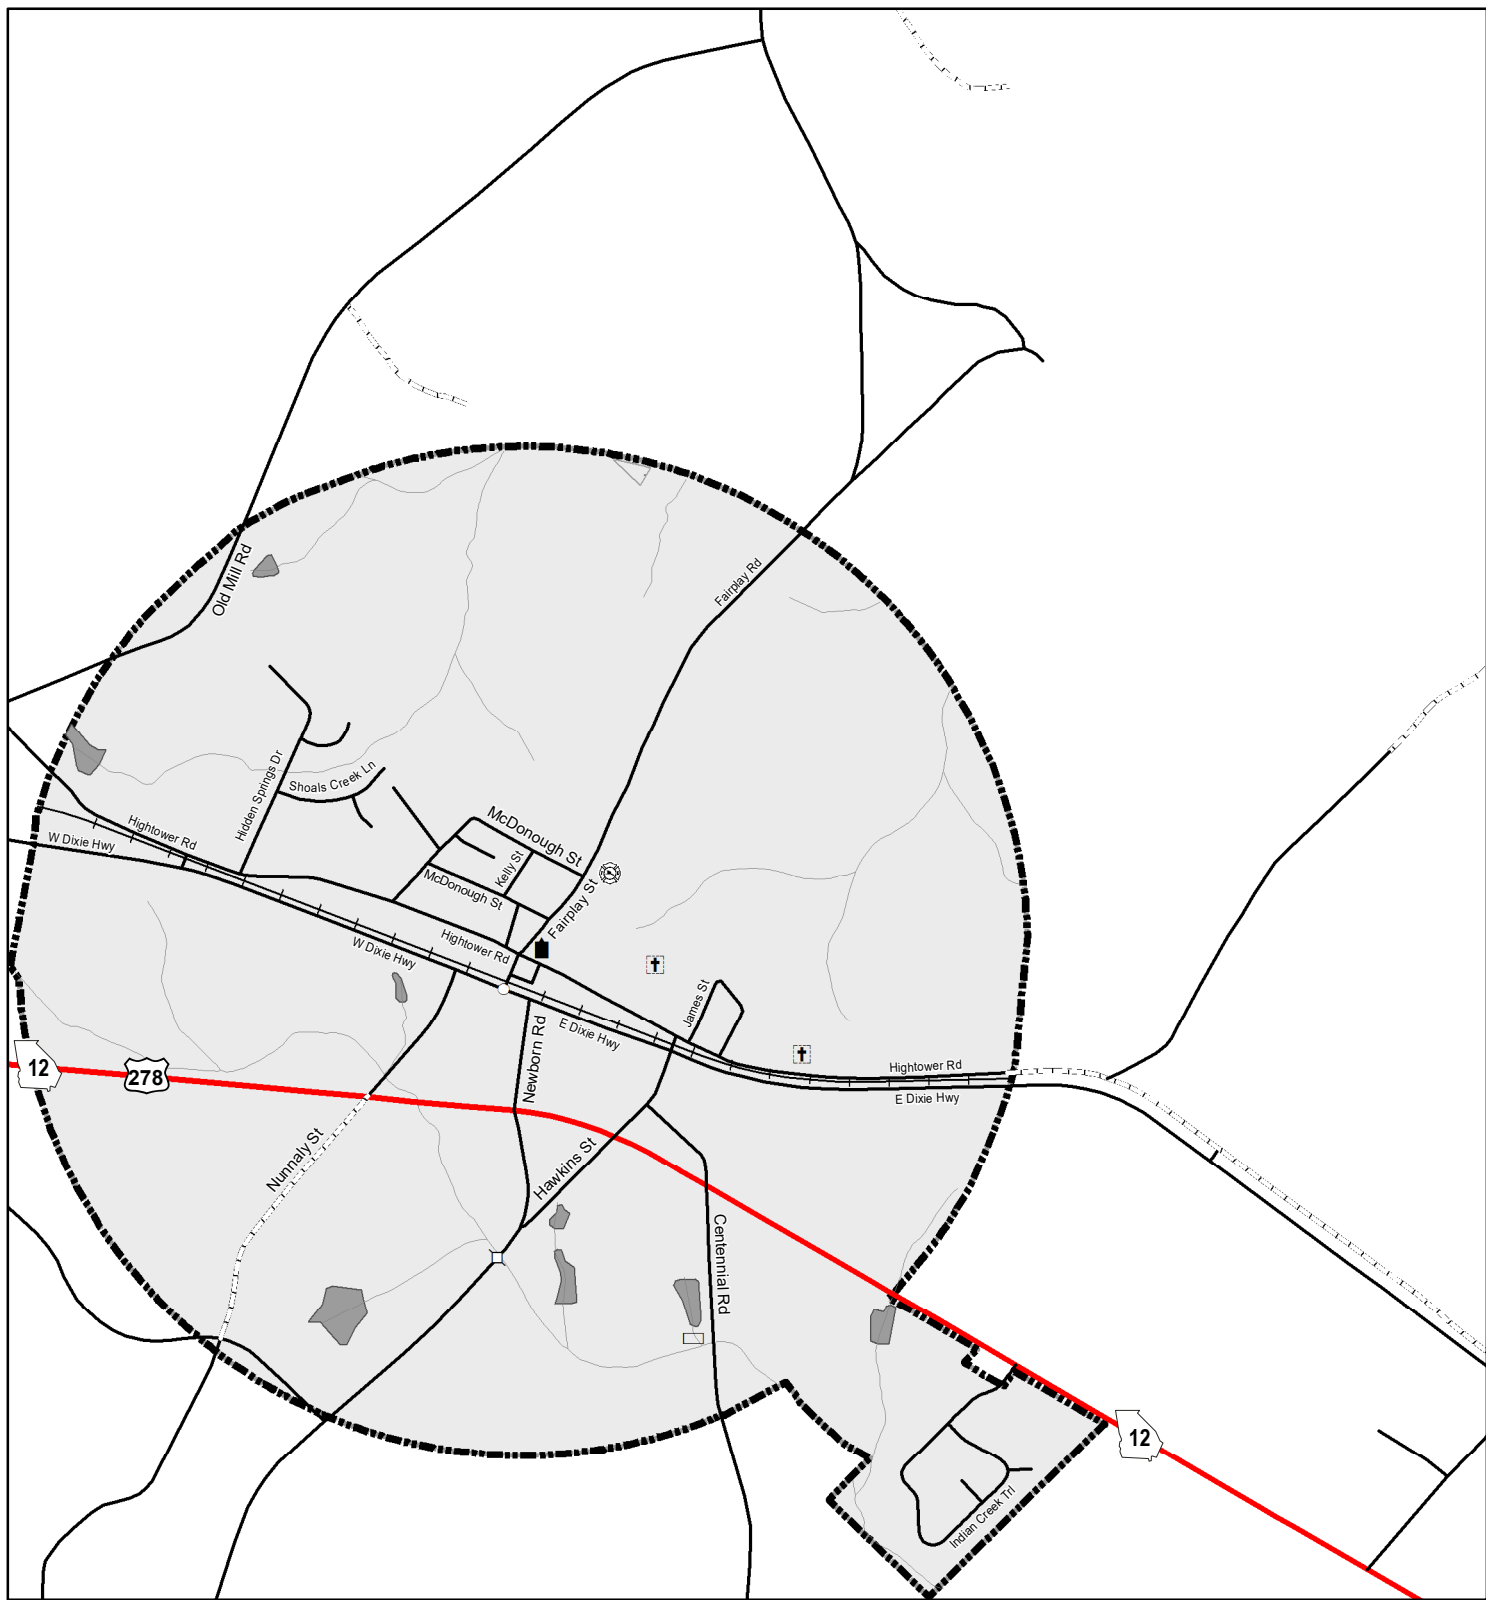 Old Mill Rd
Fairplay Rd
Hidden Springs Dr
Shoals Creek Ln
McDonough St
Hightower Rd
W Dixie Hwy
Kelly St
McDonough St
Fairplay St
Hightower Rd
W Dixie Hwy
James St
E Dixie Hwy
Newborn Rd
12
278
Hightower Rd
E Dixie Hwy
Nunnaly St
Hawkins St
Centennial Rd
12
Indian Creek Trl